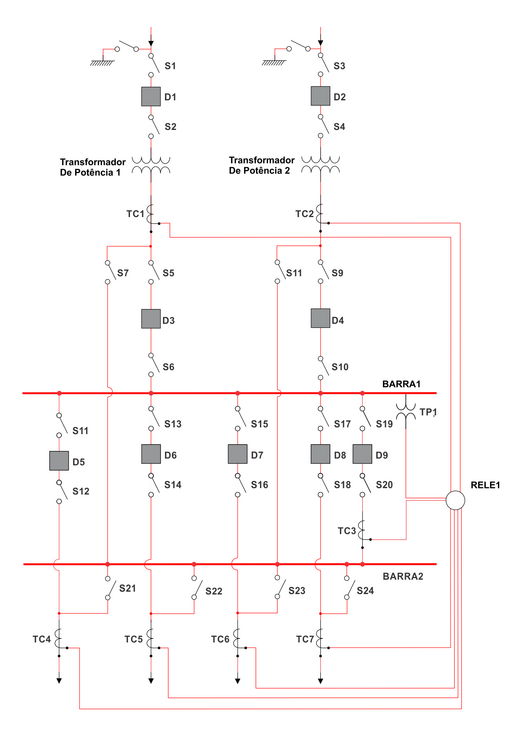 S1
S3
D1
D2
S2
S4
Transformador
De Potência 1
Transformador
De Potência 2
TC1
TC2
S7
S5
S11
S9
D3
D4
S6
S10
BARRA1
TP1
S11
S13
S15
S17
S19
D5
D6
D7
D8
D9
S12
S14
S16
S18
S20
RELE1
TC3
BARRA2
S21
S22
S23
S24
TC4
TC5
TC6
TC7